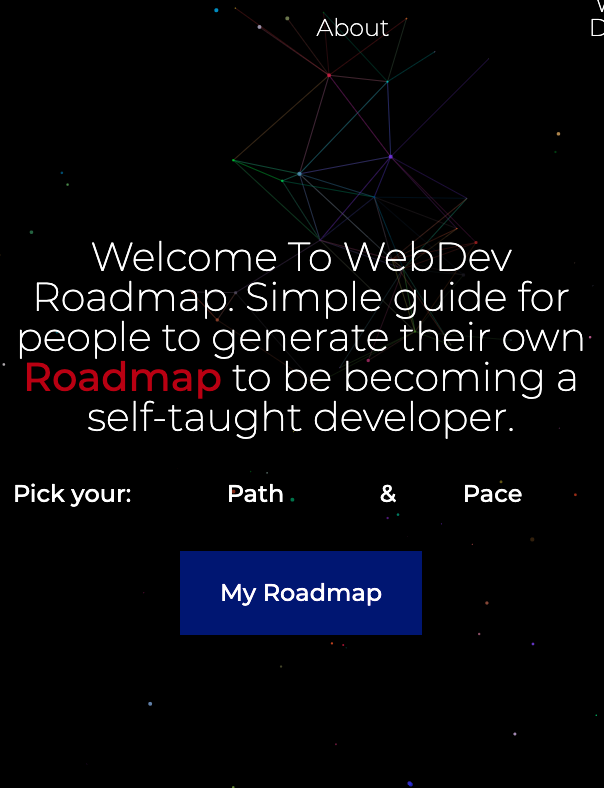 About
Welcome To WebDev
Roadmap. Simple guide for
people to generate their own
Roadmap to be becoming a
self-taught developer.
Pick your: Path & Pace
My Roadmap